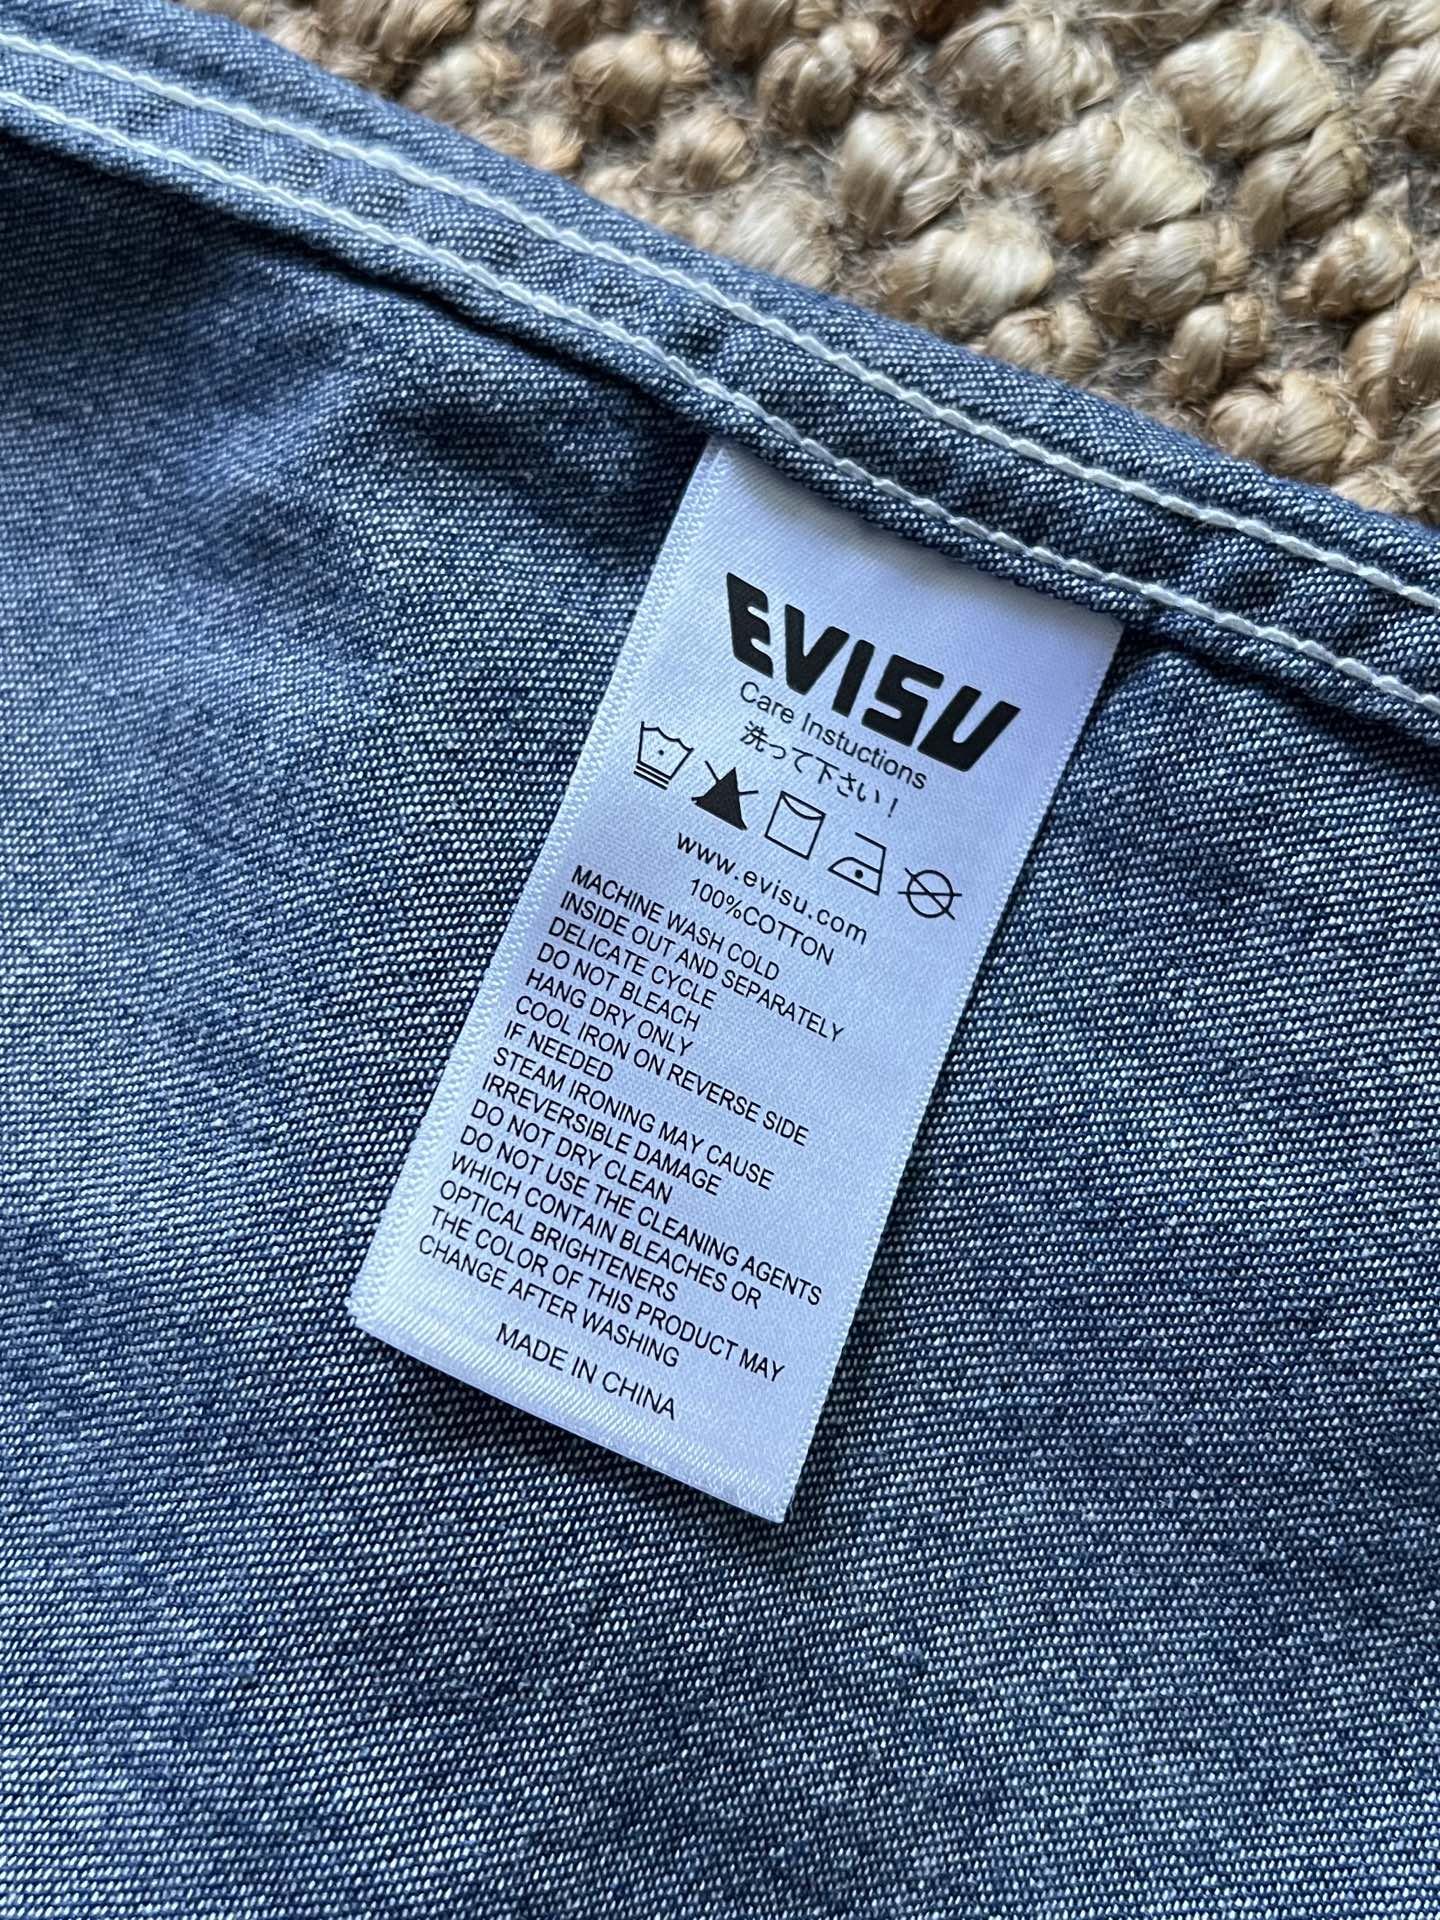 EVISU
Care Instuctions
洗って下さい！
www.evisu.com
100%COTTON
MACHINE WASH COLD
INSIDE OUT AND SEPARATELY
DELICATE CYCLE
DO NOT BLEACH
HANG DRY ONLY
COOL IRON ON REVERSE SIDE
IF NEEDED
STEAM IRONING MAY CAUSE
IRREVERSIBLE DAMAGE
DO NOT DRY CLEAN
DO NOT USE THE CLEANING AGENTS
WHICH CONTAIN BLEACHES OR
OPTICAL BRIGHTENERS
THE COLOR OF THIS PRODUCT MAY
CHANGE AFTER WASHING
MADE IN CHINA